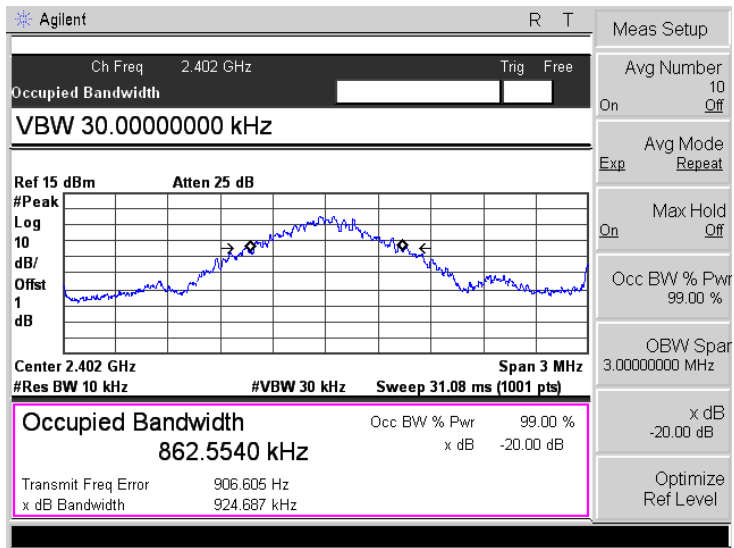 Agilent R T
Ch Freq 2.402 GHz Trig Free
Occupied Bandwidth
VBW 30.00000000 kHz
Ref 15 dBm Atten 25 dB
#Peak
Log
10
dB/
Offst
1
dB
Center 2.402 GHz Span 3 MHz
#Res BW 10 kHz #VBW 30 kHz Sweep 31.08 ms (1001 pts)
Occupied Bandwidth
862.5540 kHz
Occ BW % Pwr 99.00 %
x dB -20.00 dB
Transmit Freq Error 906.605 Hz
x dB Bandwidth 924.687 kHz
Meas Setup
Avg Number
10
On Off
Avg Mode
Exp Repeat
Max Hold
On Off
Occ BW % Pwr
99.00 %
OBW Span
3.00000000 MHz
x dB
-20.00 dB
Optimize
Ref Level